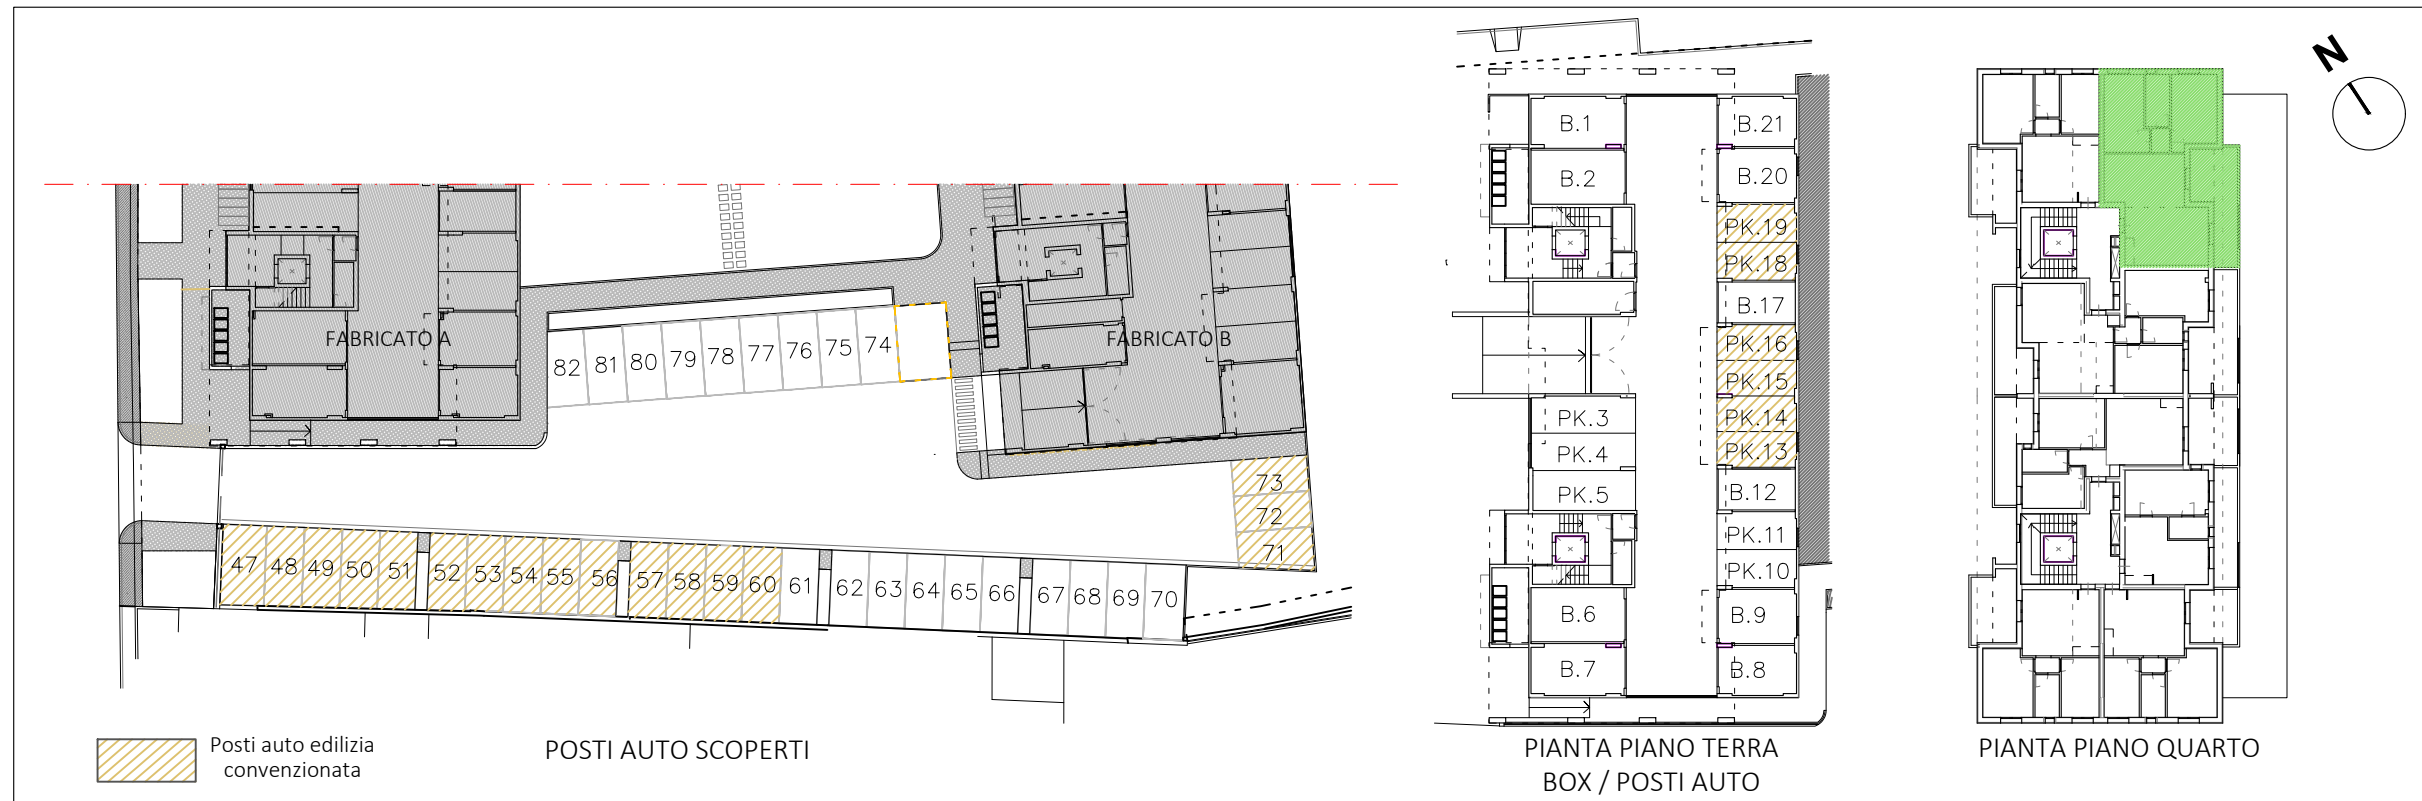 N
B.1
B.21
B.2
B.20
PK.19
PK.18
B.17
PK.16
PK.15
PK.3
PK.14
PK.4
PK.13
PK.5
B.12
PK.11
PK.10
B.6
B.9
B.7
B.8
FABRICATO A
FABRICATO B
82 81 80 79 78 77 76 75 74
73
72
71
47 48 49 50 51 52 53 54 55 56 57 58 59 60 61 62 63 64 65 66 67 68 69 70
Posti auto edilizia
convenzionata
POSTI AUTO SCOPERTI
PIANTA PIANO TERRA
BOX / POSTI AUTO
PIANTA PIANO QUARTO